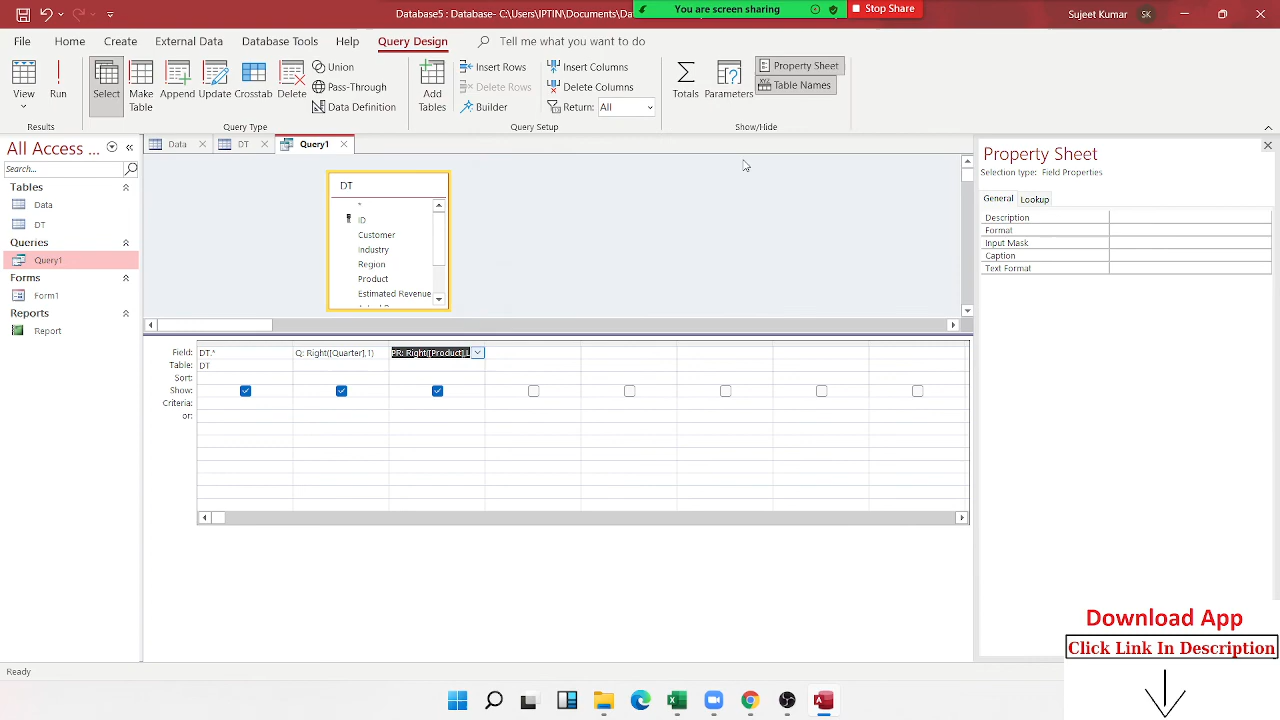 Database5 : Database- C:\Users\IPTIN\Documents\Da
You are screen sharing
Stop Share
Sujeet Kumar
SK
File
Home
Create
External Data
Database Tools
Help
Query Design
Tell me what you want to do
View
Run
Select
Make Table
Append
Update
Crosstab
Delete
Union
Pass-Through
Data Definition
Add Tables
Insert Rows
Delete Rows
Builder
Insert Columns
Delete Columns
Return: All
Totals
Parameters
Property Sheet
Table Names
Results
Query Type
Query Setup
Show/Hide
All Access ...
Search...
Tables
Data
DT
Queries
Query1
Forms
Form1
Reports
Report
Data
DT
Query1
DT
*
ID
Customer
Industry
Region
Product
Estimated Revenue
Field: DT.* Q: Right([Quarter],1) PR: Right([Product],
Table: DT
Sort:
Show:
Criteria:
or:
Property Sheet
Selection type: Field Properties
General
Lookup
Description
Format
Input Mask
Caption
Text Format
Download App
Click Link In Description
Ready